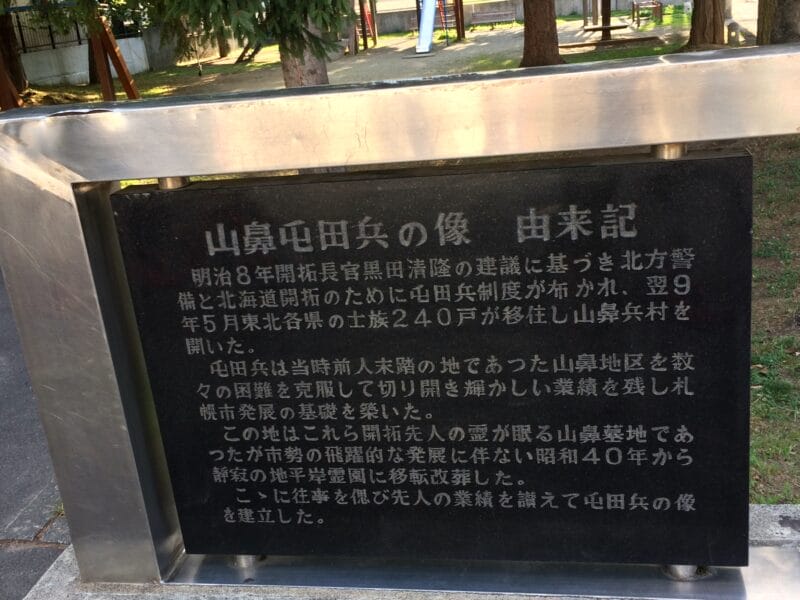 山鼻屯田兵の像　由来記
明治8年開拓長官黒田清隆の建議に基づき北方警
備と北海道開拓のために屯田兵制度が布かれ、翌9
年5月東北各県の士族240戸が移住し山鼻兵村を
開いた。
屯田兵は当時前人未踏の地であつた山鼻地区を数
々の困難を克服して切り開き輝かしい業績を残し札
幌市発展の基礎を築いた。
この地はこれら開拓先人の霊が眠る山鼻墓地であ
つたが市勢の飛躍的な発展に伴ない昭和40年から
静寂の地平岸霊園に移転改葬した。
こゝに往事を偲び先人の業績を讃えて屯田兵の像
を建立した。